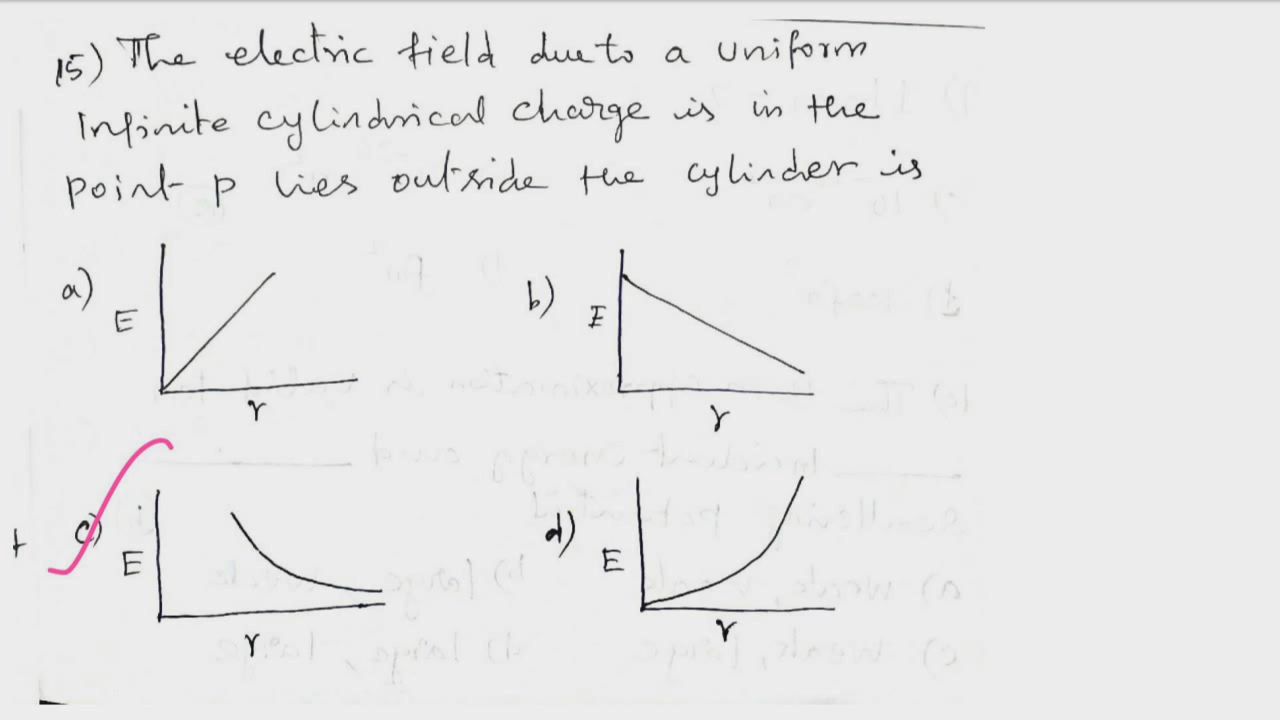 15) The electric field due to a uniform
Infinite cylindrical charge is in the
point p lies outside the cylinder is
a) E r
b) E r
c) E r
d) E r